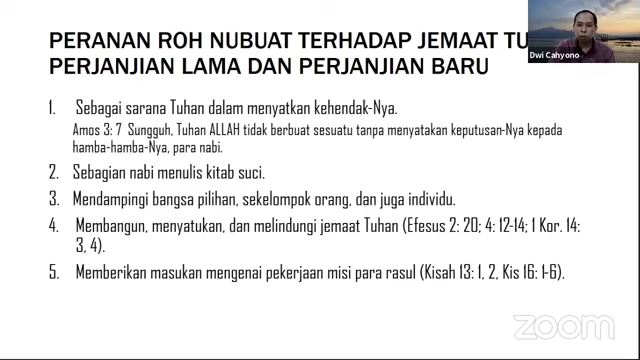 PERANAN ROH NUBUAT TERHADAP JEMAAT TU
PERJANJIAN LAMA DAN PERJANJIAN BARU
Dwi Cahyono
1. Sebagai sarana Tuhan dalam menyatkan kehendak-Nya.
Amos 3: 7 Sungguh, Tuhan ALLAH tidak berbuat sesuatu tanpa menyatakan keputusan-Nya kepada
hamba-hamba-Nya, para nabi.
2. Sebagian nabi menulis kitab suci.
3. Mendampingi bangsa pilihan, sekelompok orang, dan juga individu.
4. Membangun, menyatukan, dan melindungi jemaat Tuhan (Efesus 2: 20; 4: 12-14; 1 Kor. 14:
3, 4).
5. Memberikan masukan mengenai pekerjaan misi para rasul (Kisah 13: 1, 2, Kis 16: 1-6).
zoom